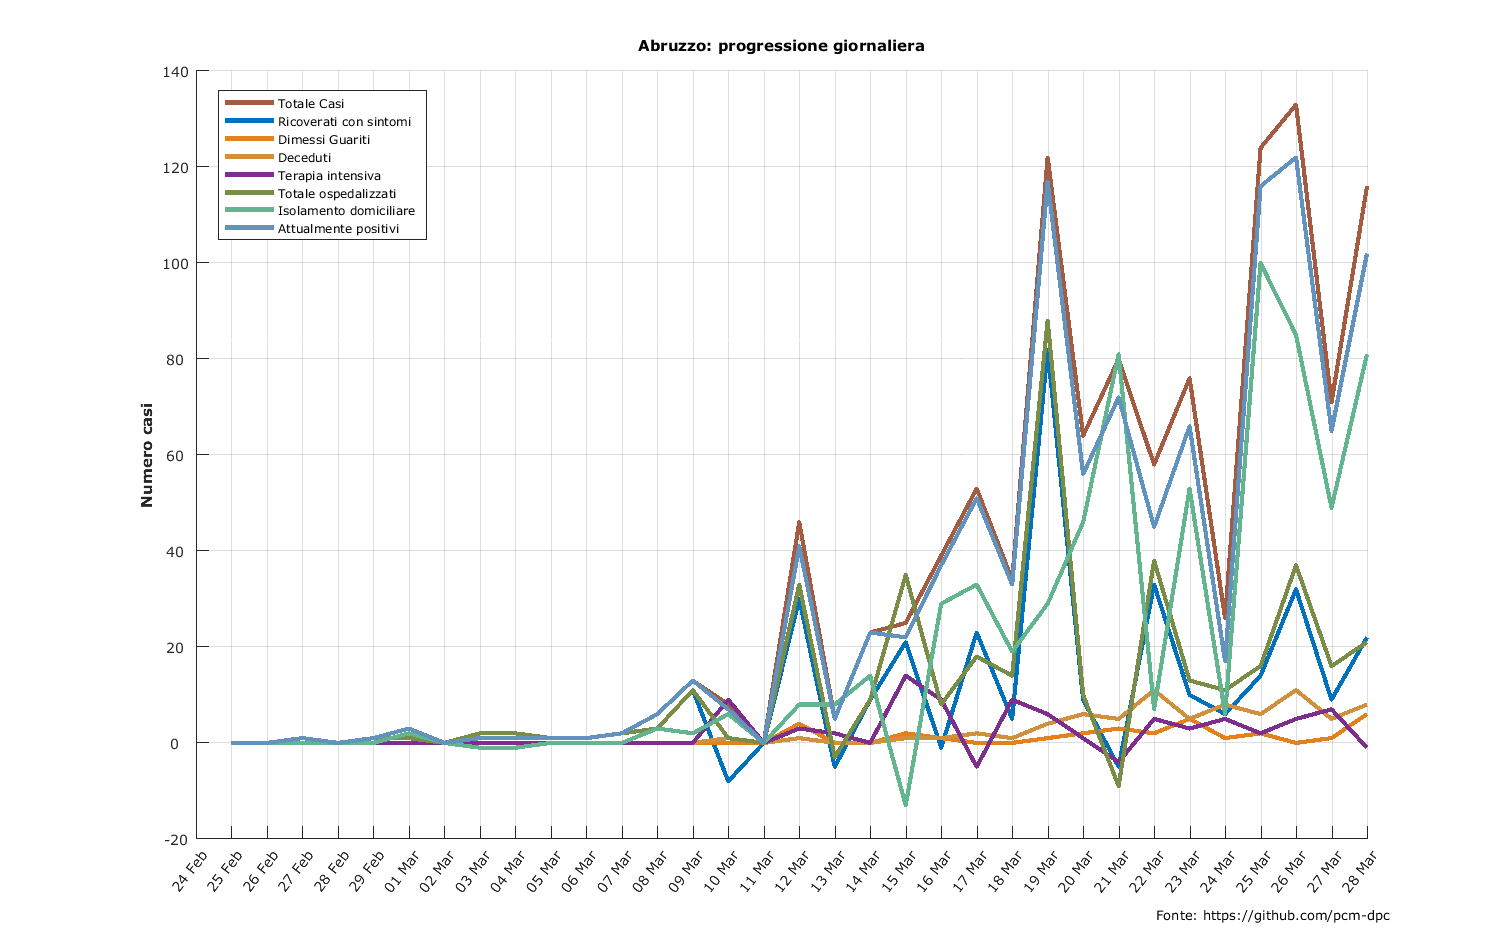 Abruzzo: progressione giornaliera
140
120
100
80
60
40
20
0
-20
Numero casi
Totale Casi
Ricoverati con sintomi
Dimessi Guariti
Deceduti
Terapia intensiva
Totale ospedalizzati
Isolamento domiciliare
Attualmente positivi
24 Feb
25 Feb
26 Feb
27 Feb
28 Feb
29 Feb
01 Mar
02 Mar
03 Mar
04 Mar
05 Mar
06 Mar
07 Mar
08 Mar
09 Mar
10 Mar
11 Mar
12 Mar
13 Mar
14 Mar
15 Mar
16 Mar
17 Mar
18 Mar
19 Mar
20 Mar
21 Mar
22 Mar
23 Mar
24 Mar
25 Mar
26 Mar
27 Mar
28 Mar
Fonte: https://github.com/pcm-dpc